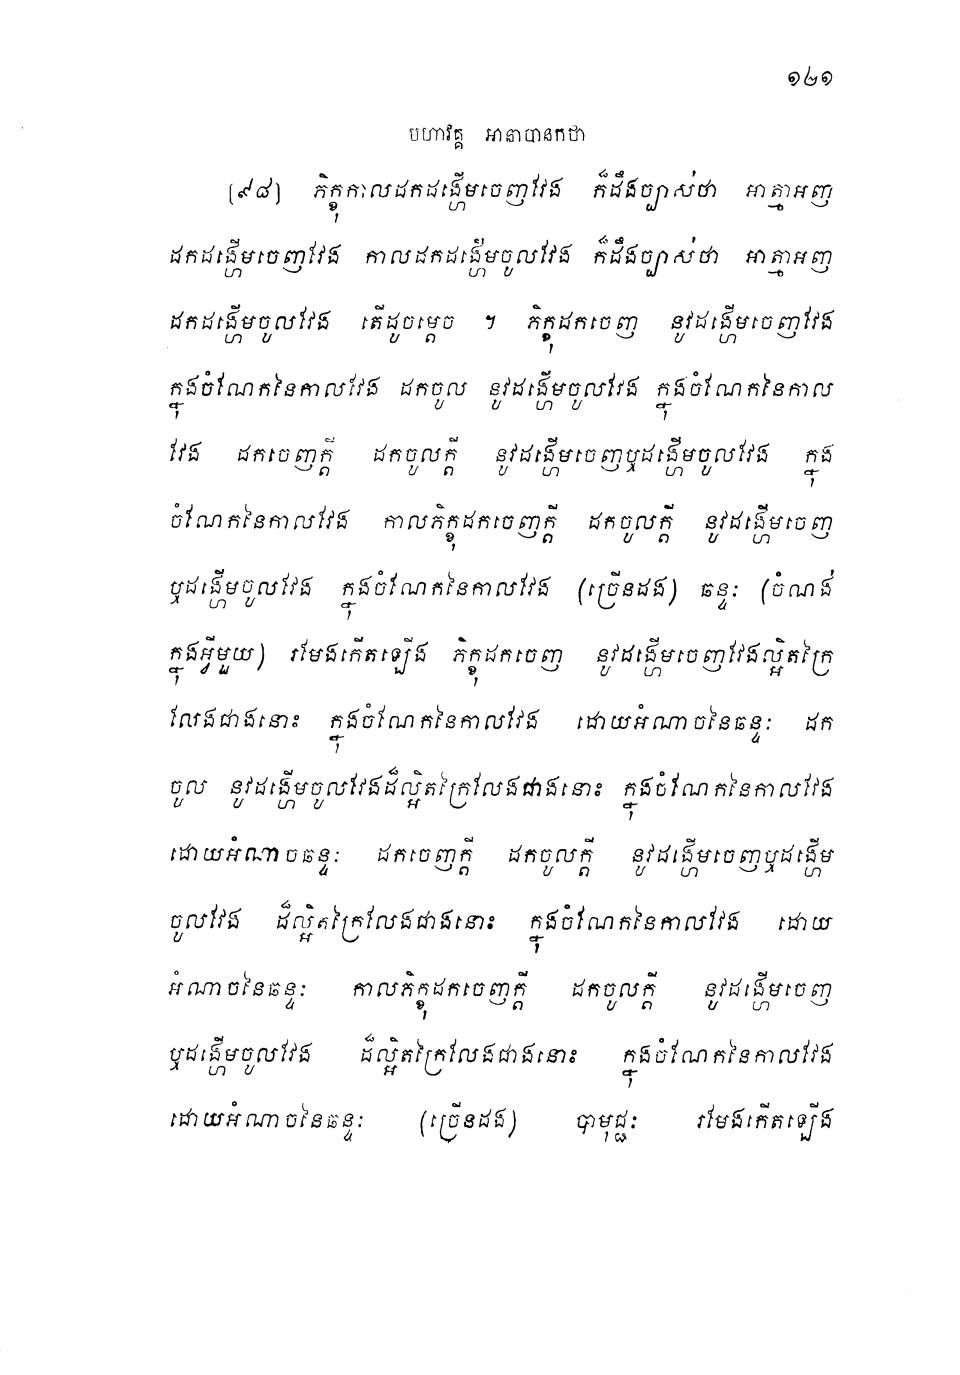 ១២១
មហាវគ្គ អានាបានកថា
(៩៨) ភិក្ខុកាលដកដង្ហើមចេញវែង ក៏ដឹងច្បាស់ថា អាត្មាអញ
ដកដង្ហើមចេញវែង កាលដកដង្ហើមចូលវែង ក៏ដឹងច្បាស់ថា អាត្មាអញ
ដកដង្ហើមចូលវែង តើដូចម្តេច ។ ភិក្ខុដកចេញ នូវដង្ហើមចេញវែង
ក្នុងចំណែកនៃកាលវែង ដកចូល នូវដង្ហើមចូលវែង ក្នុងចំណែកនៃកាល
វែង ដកចេញក្តី ដកចូលក្តី នូវដង្ហើមចេញឬដង្ហើមចូលវែង ក្នុង
ចំណែកនៃកាលវែង កាលភិក្ខុដកចេញក្តី ដកចូលក្តី នូវដង្ហើមចេញ
ឬដង្ហើមចូលវែង ក្នុងចំណែកនៃកាលវែង (ច្រើនដង) ឆន្ទៈ (ចំណង់
ក្នុងអ្វីមួយ) រមែងកើតឡើង ភិក្ខុដកចេញ នូវដង្ហើមចេញវែងល្អិតក្រៃ
លែងជាងនោះ ក្នុងចំណែកនៃកាលវែង ដោយអំណាចនៃឆន្ទៈ ដក
ចូល នូវដង្ហើមចូលវែងដ៏ល្អិតក្រៃលែងជាងនោះ ក្នុងចំណែកនៃកាលវែង
ដោយអំណាចឆន្ទៈ ដកចេញក្តី ដកចូលក្តី នូវដង្ហើមចេញឬដង្ហើម
ចូលវែង ដ៏ល្អិតក្រៃលែងជាងនោះ ក្នុងចំណែកនៃកាលវែង ដោយ
អំណាចនៃឆន្ទៈ កាលភិក្ខុដកចេញក្តី ដកចូលក្តី នូវដង្ហើមចេញ
ឬដង្ហើមចូលវែង ដ៏ល្អិតក្រៃលែងជាងនោះ ក្នុងចំណែកនៃកាលវែង
ដោយអំណាចនៃឆន្ទៈ (ច្រើនដង) បាមុជ្ជៈ រមែងកើតឡើង